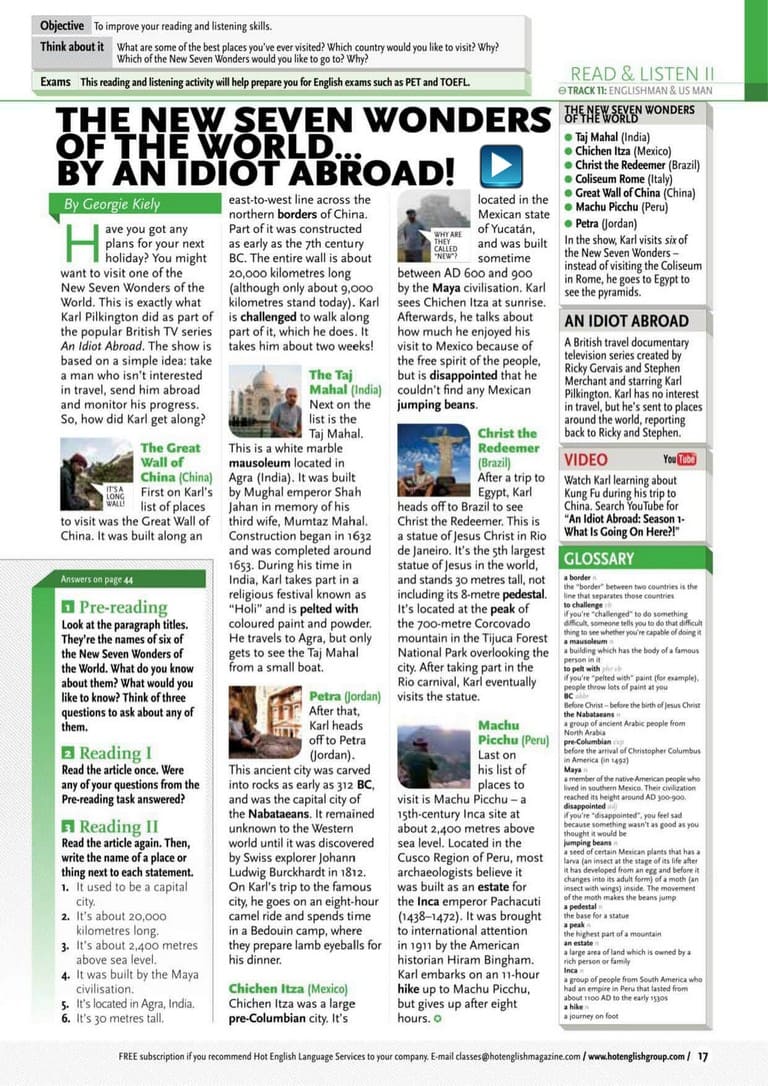 Objective To improve your reading and listening skills.
Think about it What are some of the best places you've ever visited? Which country would you like to visit? Why?
Which of the New Seven Wonders would you like to go to? Why?
Exams This reading and listening activity will help prepare you for English exams such as PET and TOEFL.
READ & LISTEN II
TRACK 11: ENGLISHMAN & US MAN
THE NEW SEVEN WONDERS
OF THE WORLD...
BY AN IDIOT ABROAD!
By Georgie Kiely
Have you got any
plans for your next
holiday? You might
want to visit one of the
New Seven Wonders of the
World. This is exactly what
Karl Pilkington did as part of
the popular British TV series
An Idiot Abroad. The show is
based on a simple idea: take
a man who isn't interested
in travel, send him abroad
and monitor his progress.
So, how did Karl get along?
IT'S A
LONG
WALL!
The Great
Wall of
China (China)
First on Karl's
list of places
to visit was the Great Wall of
China. It was built along an
Answers on page 44
1 Pre-reading
Look at the paragraph titles.
They're the names of six of
the New Seven Wonders of
the World. What do you know
about them? What would you
like to know? Think of three
questions to ask about any of
them.
2 Reading I
Read the article once. Were
any of your questions from the
Pre-reading task answered?
3 Reading II
Read the article again. Then,
write the name of a place or
thing next to each statement.
1. It used to be a capital
city.
2. It's about 20,000
kilometres long.
3. It's about 2,400 metres
above sea level.
4. It was built by the Maya
civilisation.
5. It's located in Agra, India.
6. It's 30 metres tall.
east-to-west line across the
northern borders of China.
Part of it was constructed
as early as the 7th century
BC. The entire wall is about
20,000 kilometres long
(although only about 9,000
kilometres stand today). Karl
is challenged to walk along
part of it, which he does. It
takes him about two weeks!
The Taj
Mahal (India)
Next on the
list is the
Taj Mahal.
This is a white marble
mausoleum located in
Agra (India). It was built
by Mughal emperor Shah
Jahan in memory of his
third wife, Mumtaz Mahal.
Construction began in 1632
and was completed around
1653. During his time in
India, Karl takes part in a
religious festival known as
"Holi" and is pelted with
coloured paint and powder.
He travels to Agra, but only
gets to see the Taj Mahal
from a small boat.
Petra (Jordan)
After that,
Karl heads
off to Petra
(Jordan).
This ancient city was carved
into rocks as early as 312 BC,
and was the capital city of
the Nabataeans. It remained
unknown to the Western
world until it was discovered
by Swiss explorer Johann
Ludwig Burckhardt in 1812.
On Karl's trip to the famous
city, he goes on an eight-hour
camel ride and spends time
in a Bedouin camp, where
they prepare lamb eyeballs for
his dinner.
Chichen Itza (Mexico)
Chichen Itza was a large
pre-Columbian city. It's
WHY ARE
THEY
CALLED
"NEW"?
located in the
Mexican state
of Yucatán,
and was built
sometime
between AD 600 and 900
by the Maya civilisation. Karl
sees Chichen Itza at sunrise.
Afterwards, he talks about
how much he enjoyed his
visit to Mexico because of
the free spirit of the people,
but is disappointed that he
couldn't find any Mexican
jumping beans.
Christ the
Redeemer
(Brazil)
After a trip to
Egypt, Karl
heads off to Brazil to see
Christ the Redeemer. This is
a statue of Jesus Christ in Rio
de Janeiro. It's the 5th largest
statue of Jesus in the world,
and stands 30 metres tall, not
including its 8-metre pedestal.
It's located at the peak of
the 700-metre Corcovado
mountain in the Tijuca Forest
National Park overlooking the
city. After taking part in the
Rio carnival, Karl eventually
visits the statue.
Machu
Picchu (Peru)
Last on
his list of
places to
visit is Machu Picchu – a
15th-century Inca site at
about 2,400 metres above
sea level. Located in the
Cusco Region of Peru, most
archaeologists believe it
was built as an estate for
the Inca emperor Pachacuti
(1438–1472). It was brought
to international attention
in 1911 by the American
historian Hiram Bingham.
Karl embarks on an 11-hour
hike up to Machu Picchu,
but gives up after eight
hours.
THE NEW SEVEN WONDERS
OF THE WORLD
Taj Mahal (India)
Chichen Itza (Mexico)
Christ the Redeemer (Brazil)
Coliseum Rome (Italy)
Great Wall of China (China)
Machu Picchu (Peru)
Petra (Jordan)
In the show, Karl visits six of
the New Seven Wonders –
instead of visiting the Coliseum
in Rome, he goes to Egypt to
see the pyramids.
AN IDIOT ABROAD
A British travel documentary
television series created by
Ricky Gervais and Stephen
Merchant and starring Karl
Pilkington. Karl has no interest
in travel, but he's sent to places
around the world, reporting
back to Ricky and Stephen.
VIDEO YouTube
Watch Karl learning about
Kung Fu during his trip to
China. Search YouTube for
"An Idiot Abroad: Season 1-
What Is Going On Here?!"
GLOSSARY
a border n
the "border" between two countries is the
line that separates those countries
to challenge vb
if you're "challenged" to do something
difficult, someone tells you to do that difficult
thing to see whether you're capable of doing it
a mausoleum n
a building which has the body of a famous
person in it
to pelt with phr vb
if you're "pelted with" paint (for example),
people throw lots of paint at you
BC abbr
Before Christ – before the birth of Jesus Christ
the Nabataeans n
a group of ancient Arabic people from
North Arabia
pre-Columbian exp
before the arrival of Christopher Columbus
in America (in 1492)
Maya n
a member of the native-American people who
lived in southern Mexico. Their civilization
reached its height around AD 300-900.
disappointed adj
if you're "disappointed", you feel sad
because something wasn't as good as you
thought it would be
jumping beans n
a seed of certain Mexican plants that has a
larva (an insect at the stage of its life after
it has developed from an egg and before it
changes into its adult form) of a moth (an
insect with wings) inside. The movement
of the moth makes the beans jump
a pedestal n
the base for a statue
a peak n
the highest part of a mountain
an estate n
a large area of land which is owned by a
rich person or family
Inca n
a group of people from South America who
had an empire in Peru that lasted from
about 1100 AD to the early 1530s
a hike n
a journey on foot
FREE subscription if you recommend Hot English Language Services to your company. E-mail classes@hotenglishmagazine.com / www.hotenglishgroup.com / 17